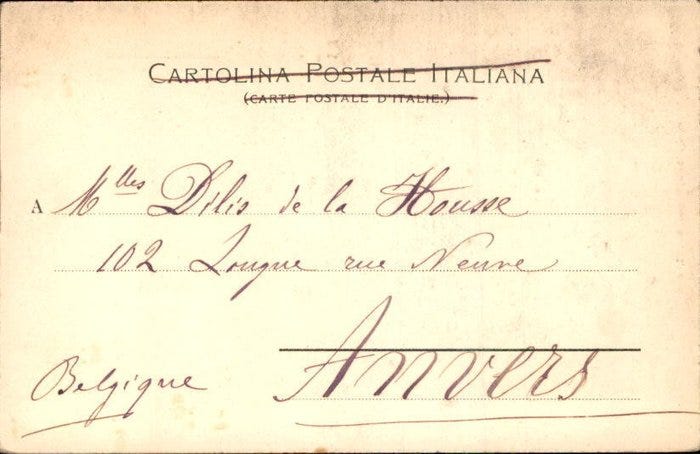 CARTOLINA POSTALE ITALIANA
(CARTE POSTALE D'ITALIE.)
A Mlles Dilis de la Housse
102 Longue rue Neuve
Anvers
Belgique